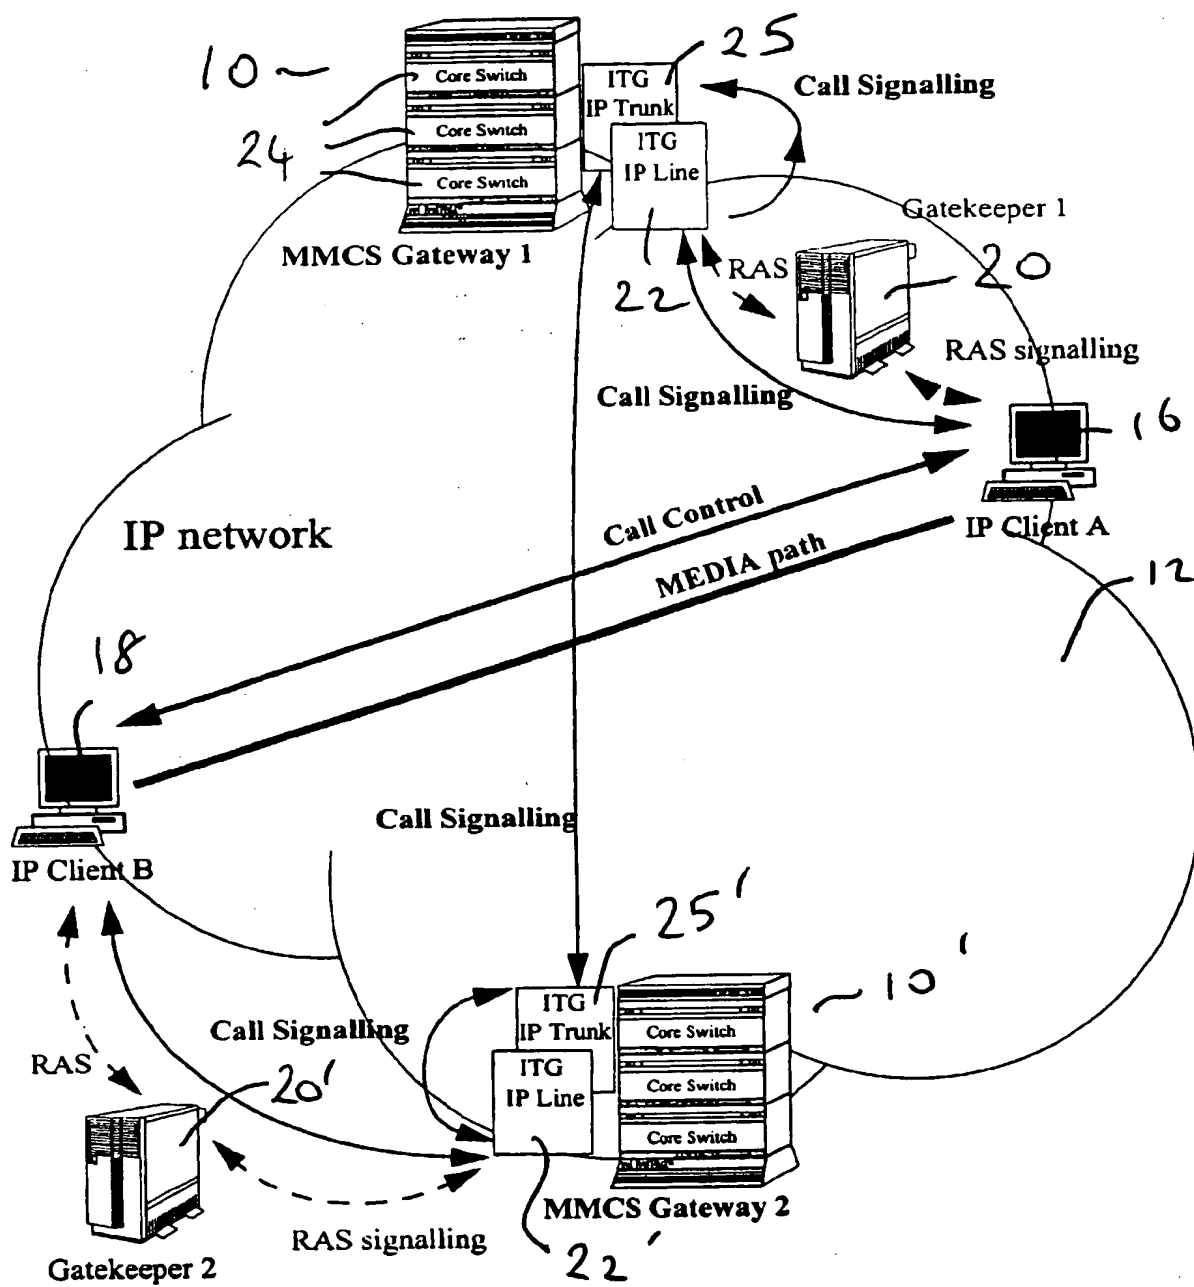 25
10
Core Switch
ITG
IP Trunk
Call Signalling
24
Core Switch
ITG
IP Line
Core Switch
MMCS Gateway 1
Gatekeeper 1
RAS
20
22
RAS signalling
Call Signalling
16
IP Client A
Call Control
IP network
MEDIA path
12
18
Call Signalling
IP Client B
25'
10'
ITG
IP Trunk
Core Switch
Call Signalling
RAS
ITG
IP Line
Core Switch
20'
Core Switch
MMCS Gateway 2
RAS signalling
22'
Gatekeeper 2